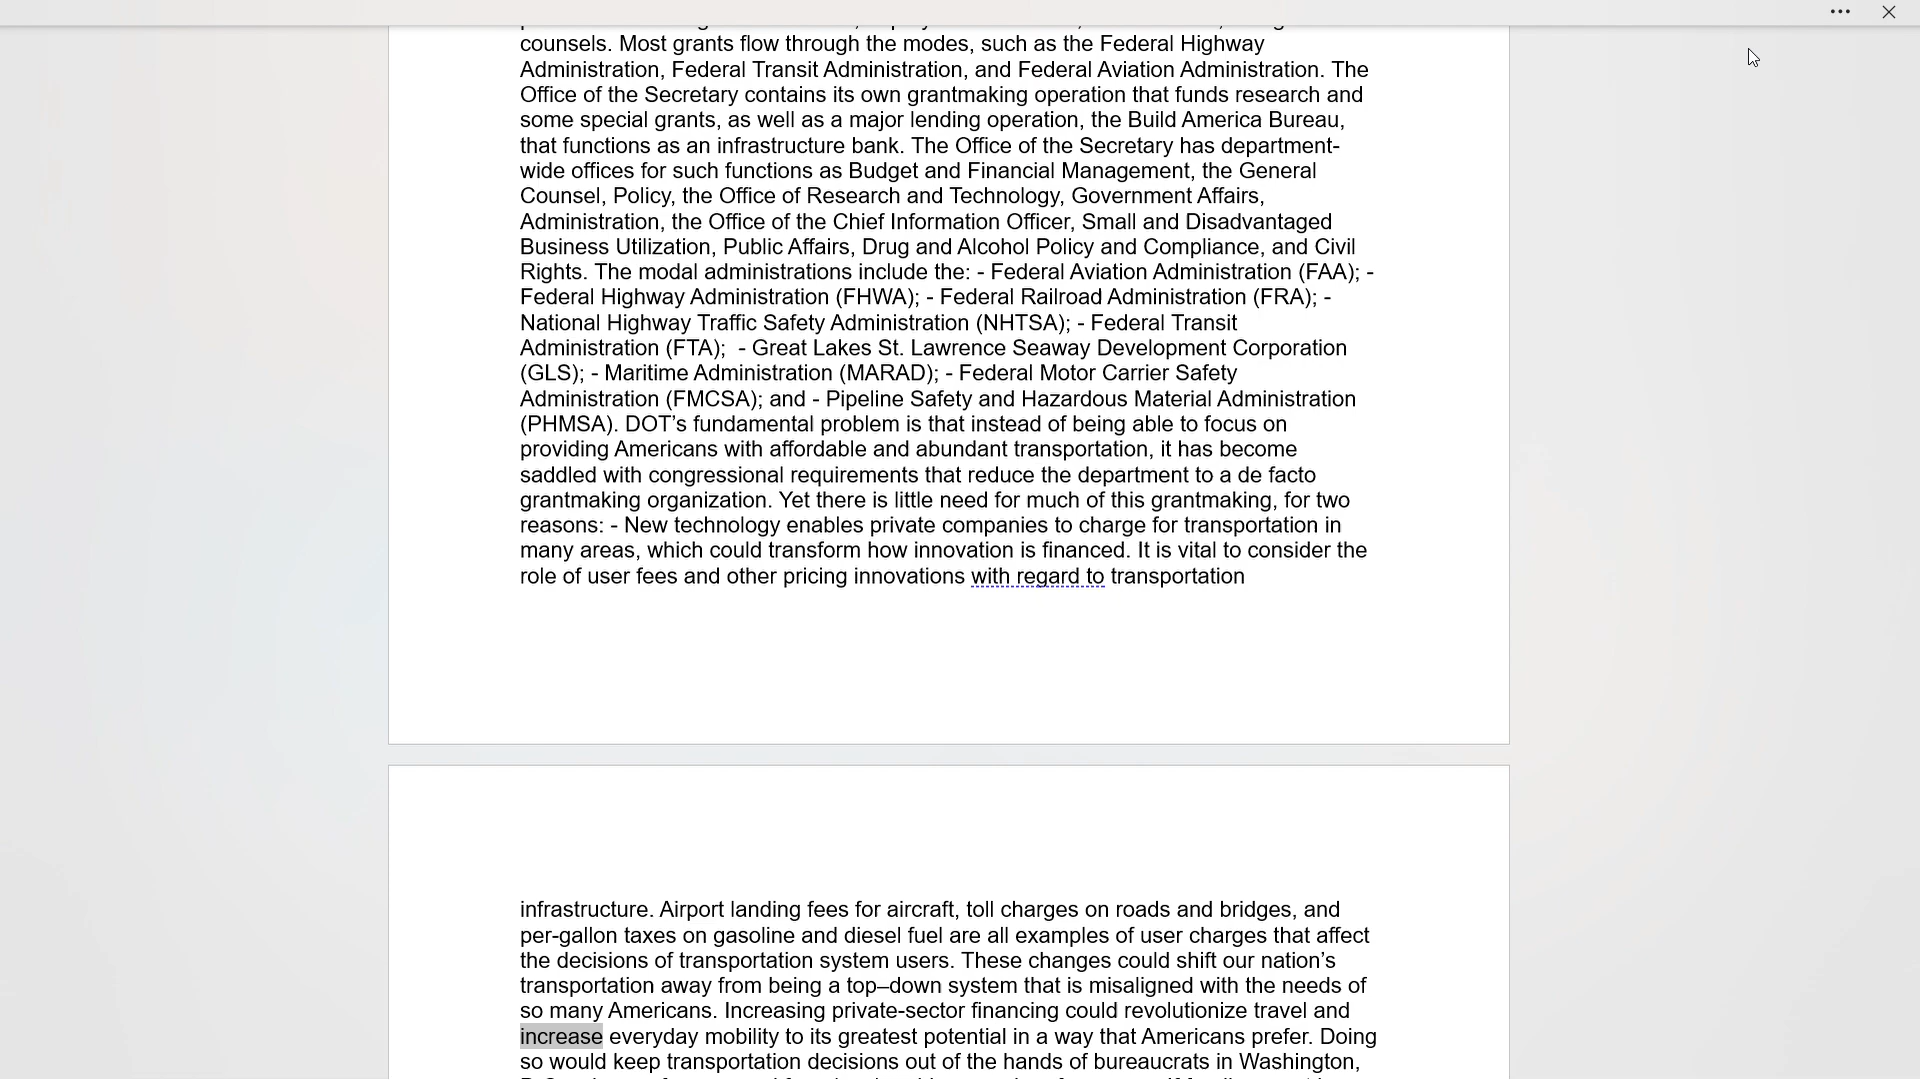 counsels. Most grants flow through the modes, such as the Federal Highway
Administration, Federal Transit Administration, and Federal Aviation Administration. The
Office of the Secretary contains its own grantmaking operation that funds research and
some special grants, as well as a major lending operation, the Build America Bureau,
that functions as an infrastructure bank. The Office of the Secretary has department-
wide offices for such functions as Budget and Financial Management, the General
Counsel, Policy, the Office of Research and Technology, Government Affairs,
Administration, the Office of the Chief Information Officer, Small and Disadvantaged
Business Utilization, Public Affairs, Drug and Alcohol Policy and Compliance, and Civil
Rights. The modal administrations include the: - Federal Aviation Administration (FAA); -
Federal Highway Administration (FHWA); - Federal Railroad Administration (FRA); -
National Highway Traffic Safety Administration (NHTSA); - Federal Transit
Administration (FTA);  - Great Lakes St. Lawrence Seaway Development Corporation
(GLS); - Maritime Administration (MARAD); - Federal Motor Carrier Safety
Administration (FMCSA); and - Pipeline Safety and Hazardous Material Administration
(PHMSA). DOT’s fundamental problem is that instead of being able to focus on
providing Americans with affordable and abundant transportation, it has become
saddled with congressional requirements that reduce the department to a de facto
grantmaking organization. Yet there is little need for much of this grantmaking, for two
reasons: - New technology enables private companies to charge for transportation in
many areas, which could transform how innovation is financed. It is vital to consider the
role of user fees and other pricing innovations with regard to transportation
infrastructure. Airport landing fees for aircraft, toll charges on roads and bridges, and
per-gallon taxes on gasoline and diesel fuel are all examples of user charges that affect
the decisions of transportation system users. These changes could shift our nation’s
transportation away from being a top–down system that is misaligned with the needs of
so many Americans. Increasing private-sector financing could revolutionize travel and
increase everyday mobility to its greatest potential in a way that Americans prefer. Doing
so would keep transportation decisions out of the hands of bureaucrats in Washington,